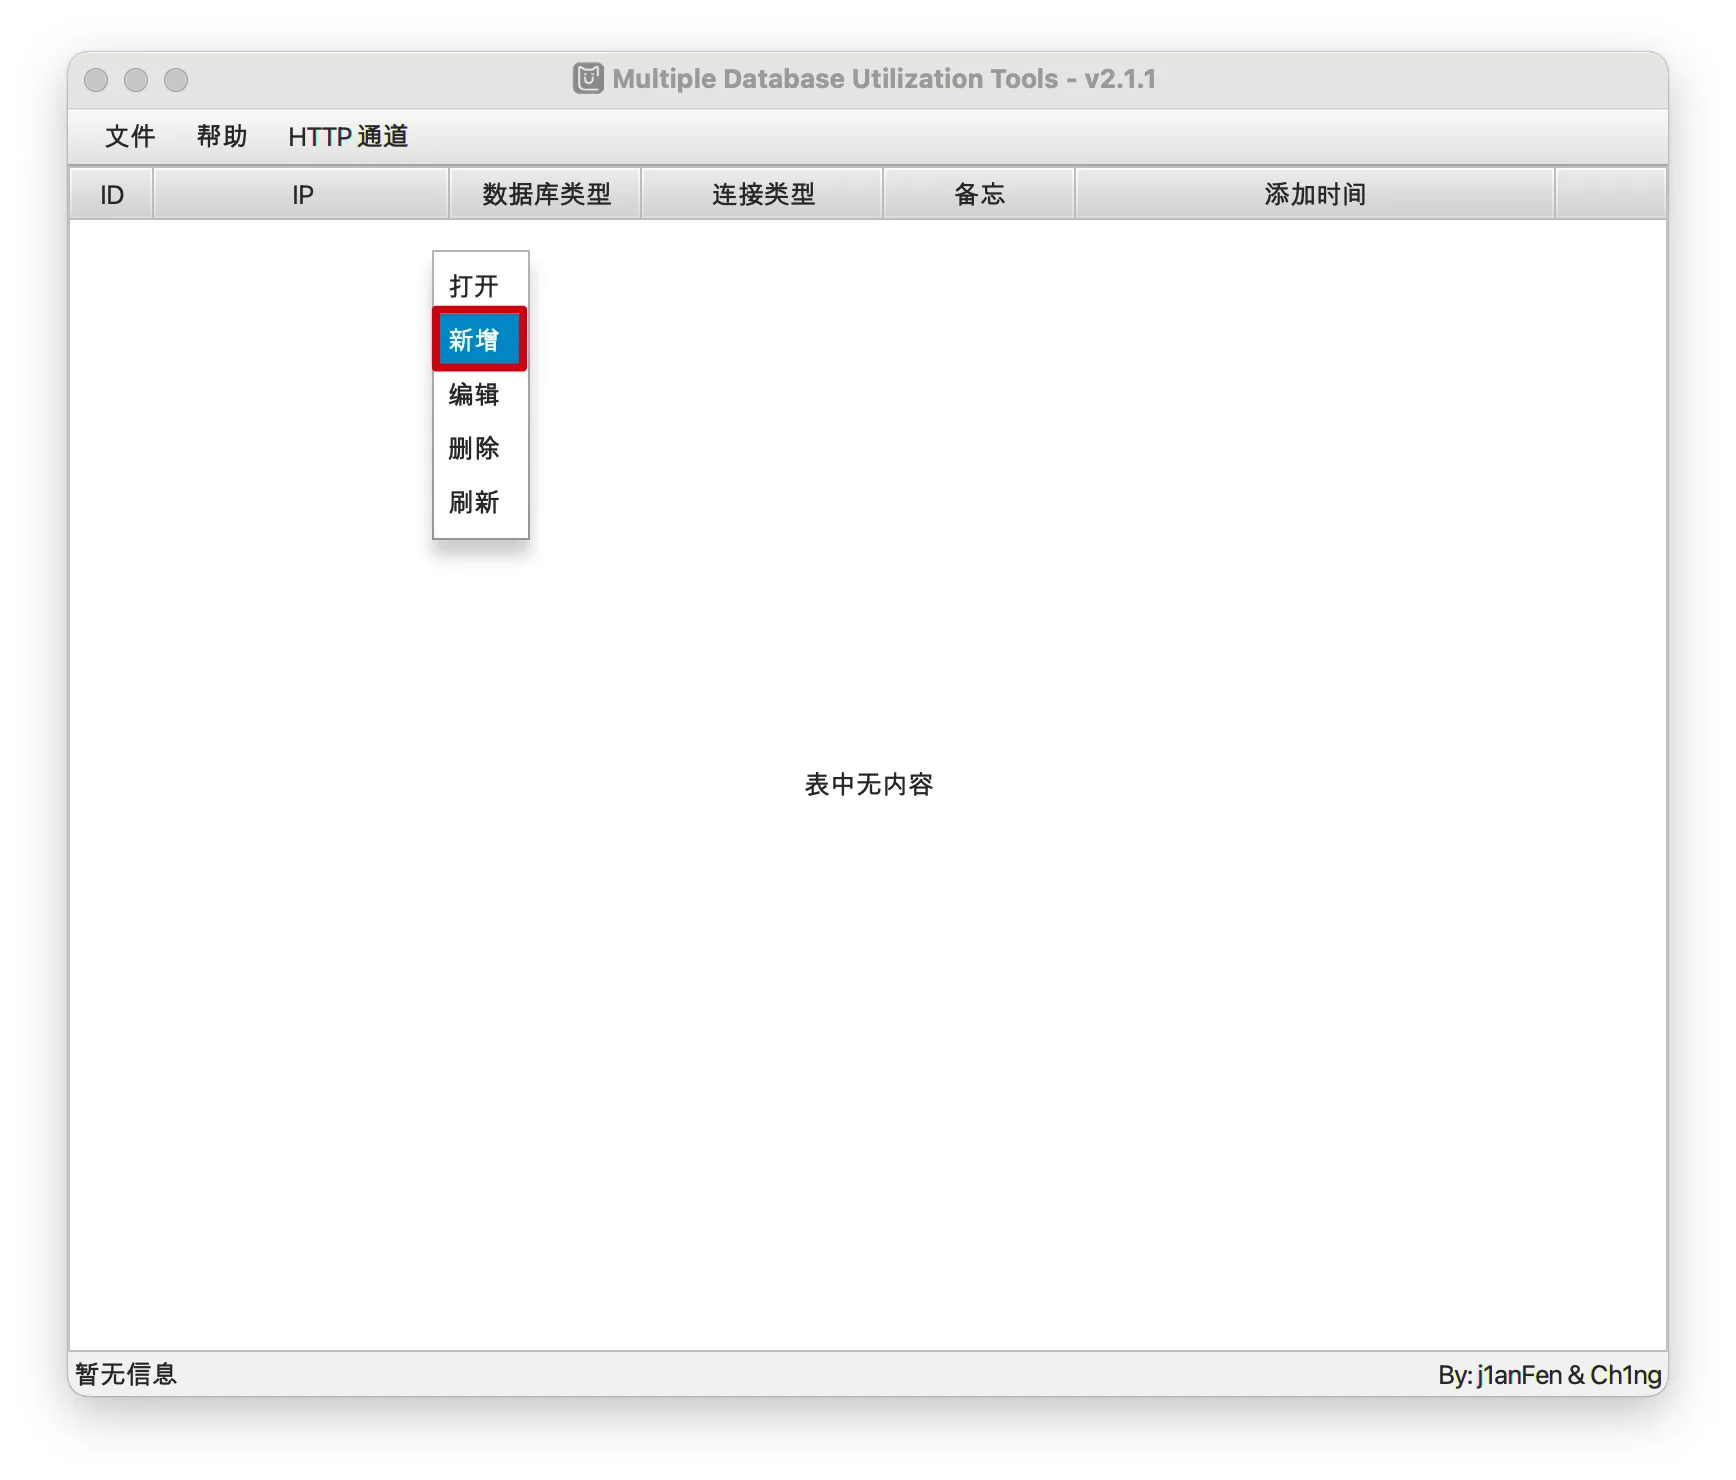 Multiple Database Utilization Tools - v2.1.1
文件 帮助 HTTP 通道
ID IP 数据库类型 连接类型 备忘 添加时间
打开
新增
编辑
删除
刷新
表中无内容
暂无信息 By: j1anFen & Ch1ng